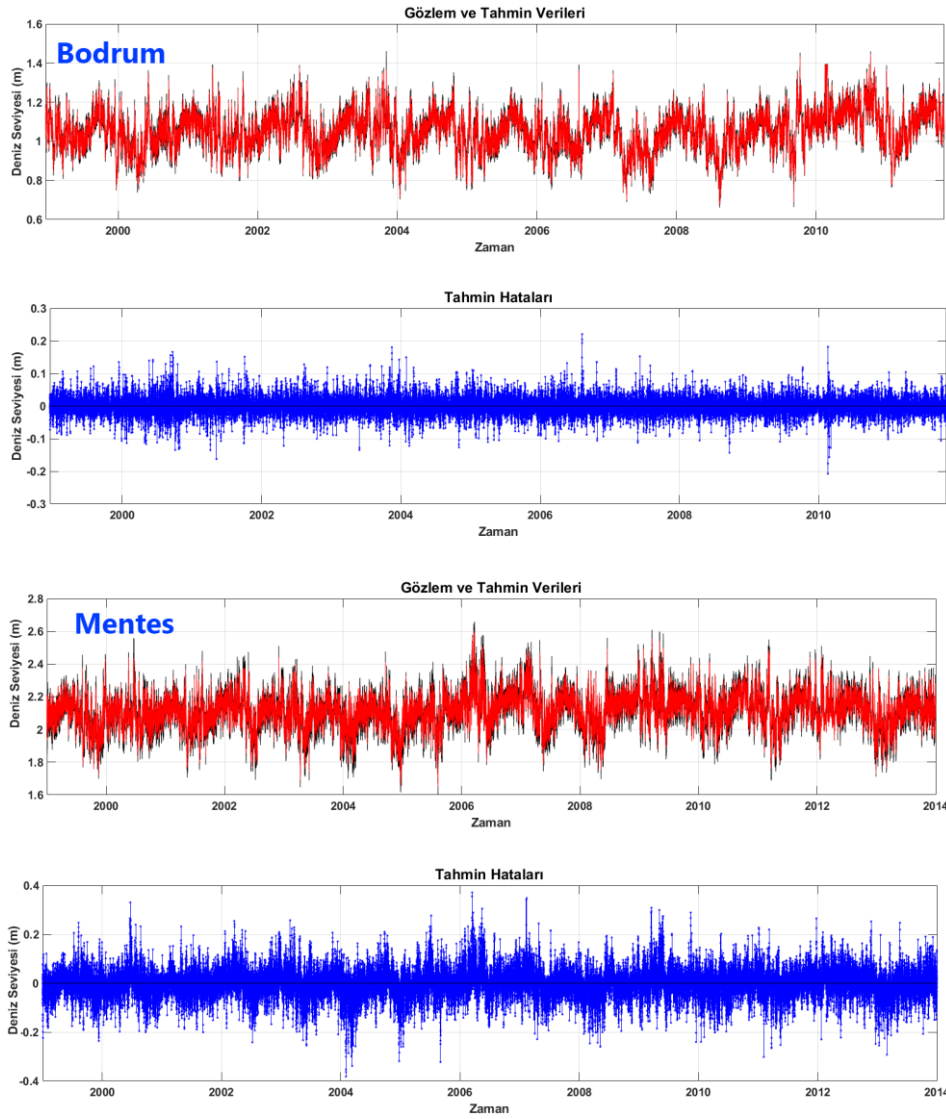 Gözlem ve Tahmin Verileri
Bodrum
Deniz Seviyesi (m)
1.6
1.4
1.2
1
0.8
0.6
2000 2002 2004 2006 2008 2010
Zaman
Tahmin Hataları
Deniz Seviyesi (m)
0.3
0.2
0.1
0
-0.1
-0.2
-0.3
2000 2002 2004 2006 2008 2010
Zaman
Gözlem ve Tahmin Verileri
Mentes
Deniz Seviyesi (m)
2.8
2.6
2.4
2.2
2
1.8
1.6
2000 2002 2004 2006 2008 2010 2012 2014
Zaman
Tahmin Hataları
Deniz Seviyesi (m)
0.4
0.2
0
-0.2
-0.4
2000 2002 2004 2006 2008 2010 2012 2014
Zaman